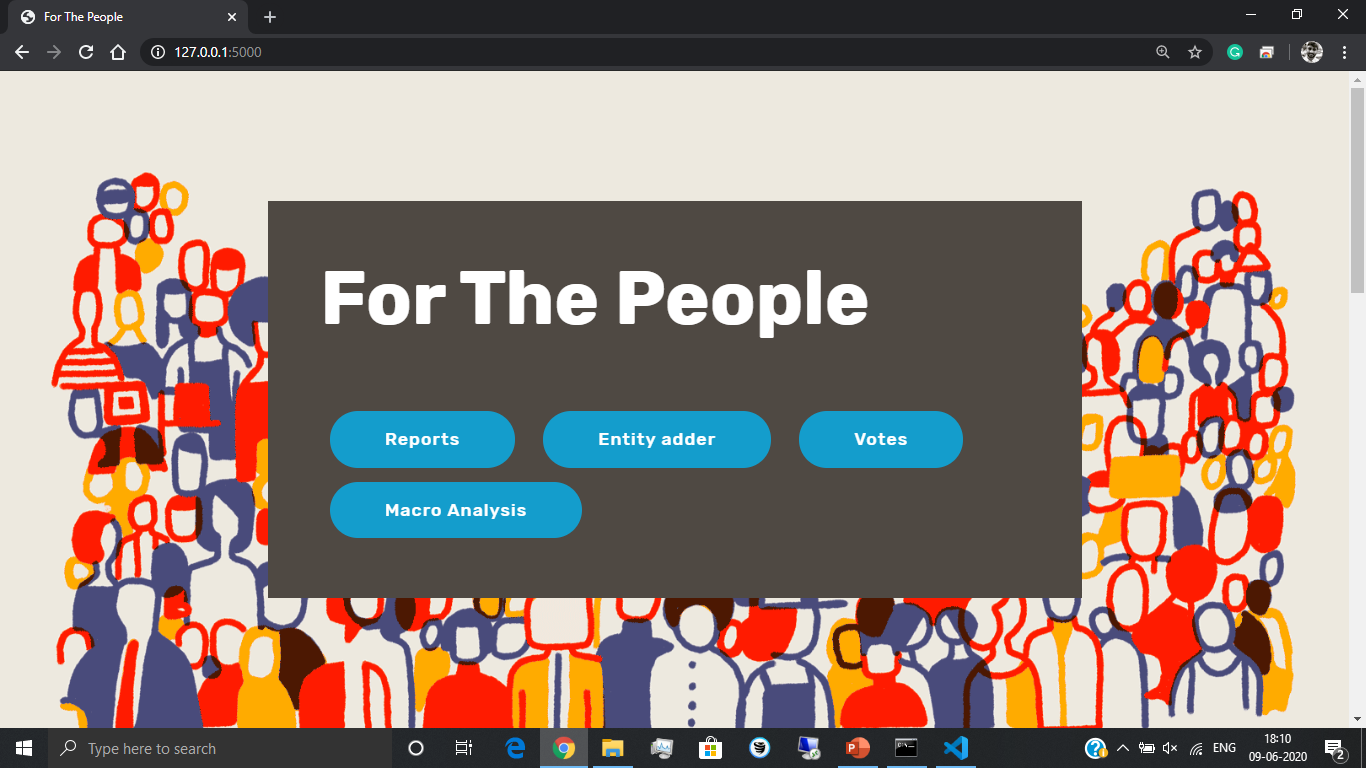 For The People
127.0.0.1:5000
For The People
Reports
Entity adder
Votes
Macro Analysis
Type here to search
ENG
18:10
09-06-2020
2